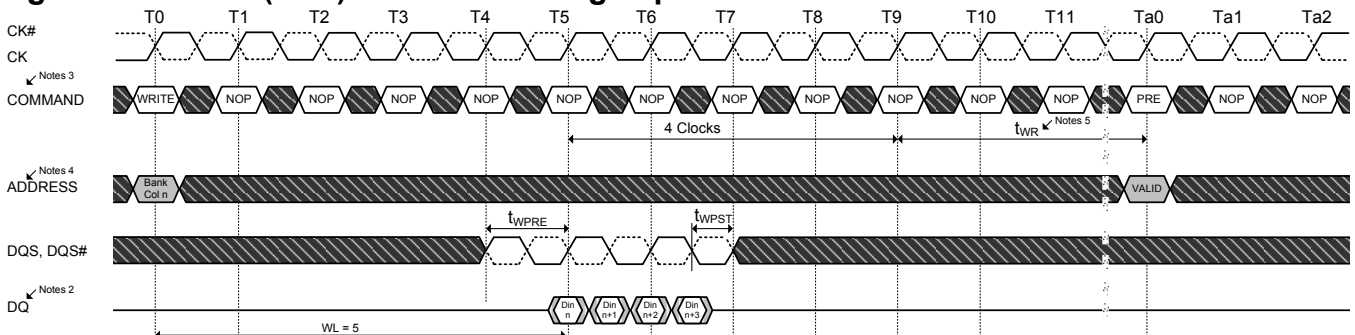 T0 T1 T2 T3 T4 T5 T6 T7 T8 T9 T10 T11 Ta0 Ta1 Ta2
CK#
CK
Notes 3
COMMAND WRITE NOP NOP NOP NOP NOP NOP NOP NOP NOP NOP NOP PRE NOP NOP
4 Clocks tWR Notes 5
Notes 4
ADDRESS Bank Col n VALID
tWPRE tWPST
DQS, DQS#
Notes 2
DQ Din n Din n+1 Din n+2 Din n+3
WL = 5